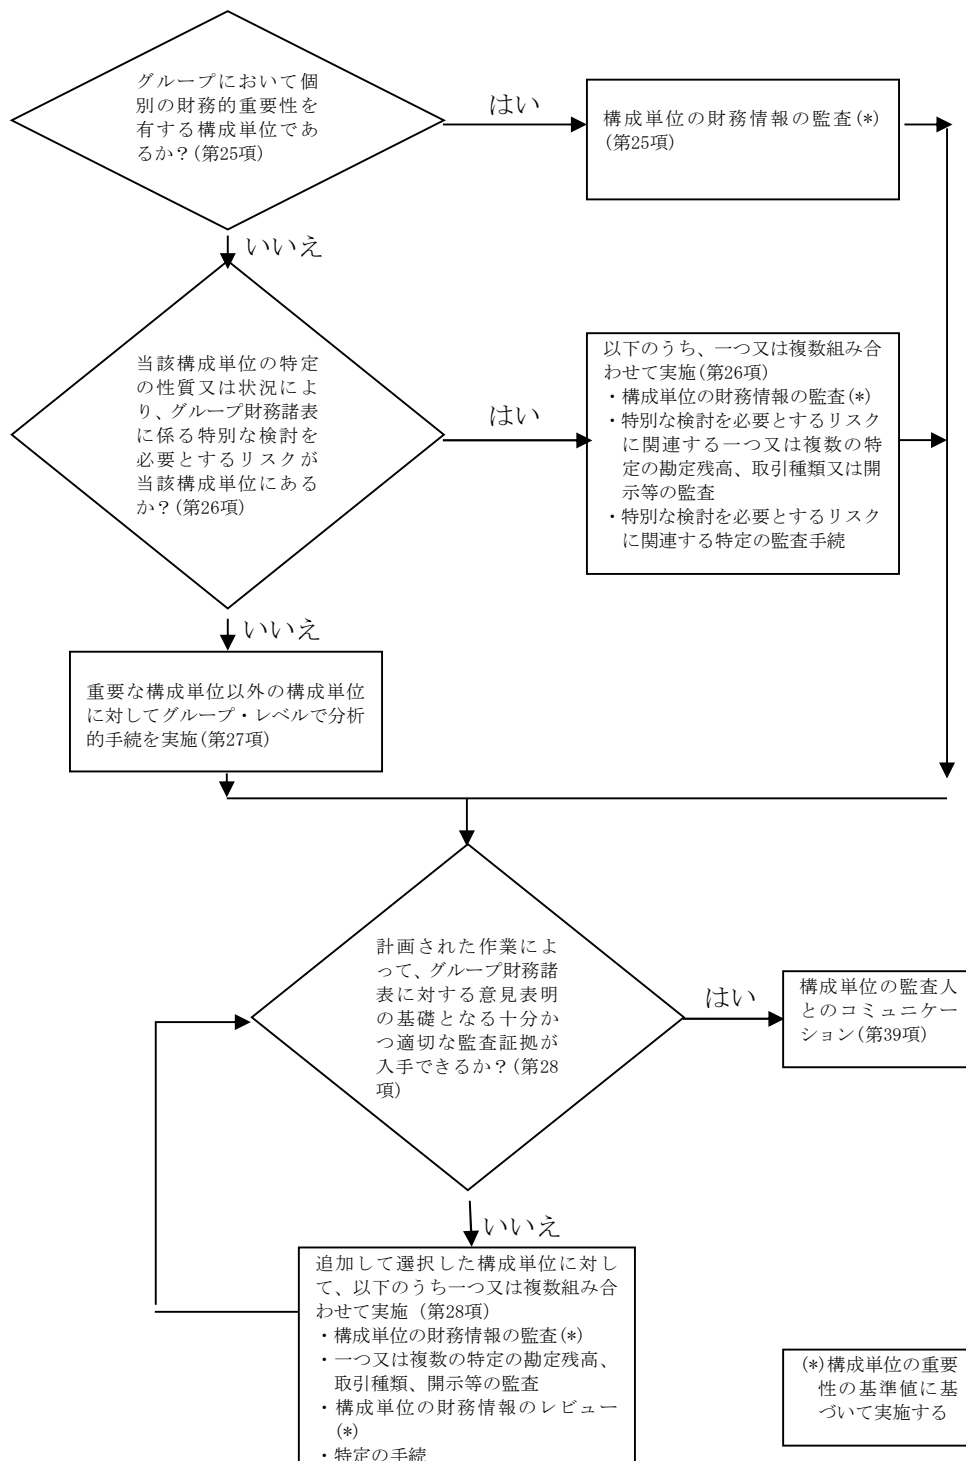 グループにおいて個
別の財務的重要性を
有する構成単位であ
るか？(第25項)
はい
構成単位の財務情報の監査(*)
(第25項)
いいえ
当該構成単位の特定
の性質又は状況によ
り、グループ財務諸表
に係る特別な検討を
必要とするリスクが
当該構成単位にある
か？(第26項)
はい
以下のうち、一つ又は複数組み合
わせて実施(第26項)
・構成単位の財務情報の監査(*)
・特別な検討を必要とするリスク
に関連する一つ又は複数の特
定の勘定残高、取引種類又は開
示等の監査
・特別な検討を必要とするリスク
に関連する特定の監査手続
いいえ
重要な構成単位以外の構成単位
に対してグループ・レベルで分析
的手続を実施(第27項)
計画された作業によ
って、グループ財務諸
表に対する意見表明
の基礎となる十分か
つ適切な監査証拠が
入手できるか？(第28
項)
はい
構成単位の監査人
とのコミュニケー
ション(第39項)
いいえ
追加して選択した構成単位に対し
て、以下のうち一つ又は複数組み合
わせて実施 (第28項)
・構成単位の財務情報の監査(*)
・一つ又は複数の特定の勘定残高、
取引種類、開示等の監査
・構成単位の財務情報のレビュー
(*)
・特定の手続
(*)構成単位の重要
性の基準値に基
づいて実施する